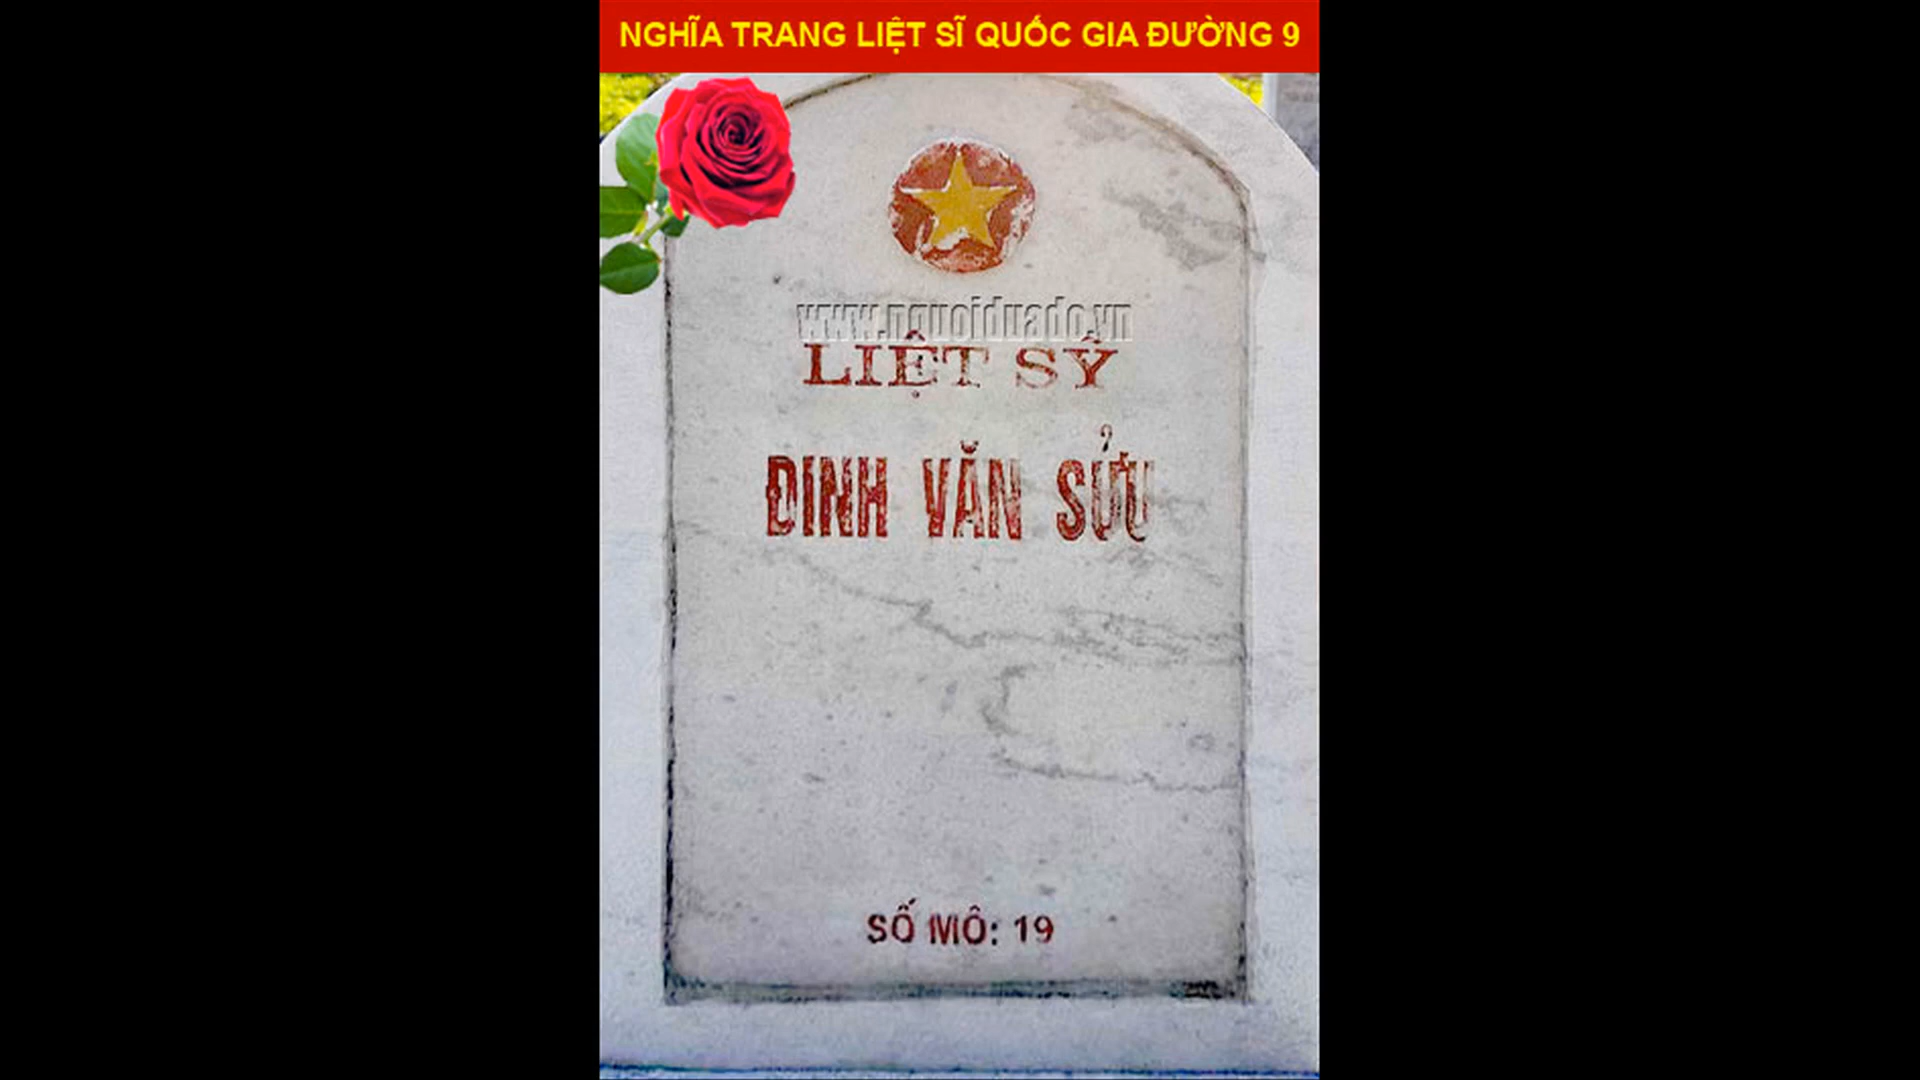 NGHĨA TRANG LIỆT SĨ QUỐC GIA ĐƯỜNG 9
www.nguoiduado.vn
LIỆT SỸ
ĐINH VĂN SỬU
SỐ MỘ: 19